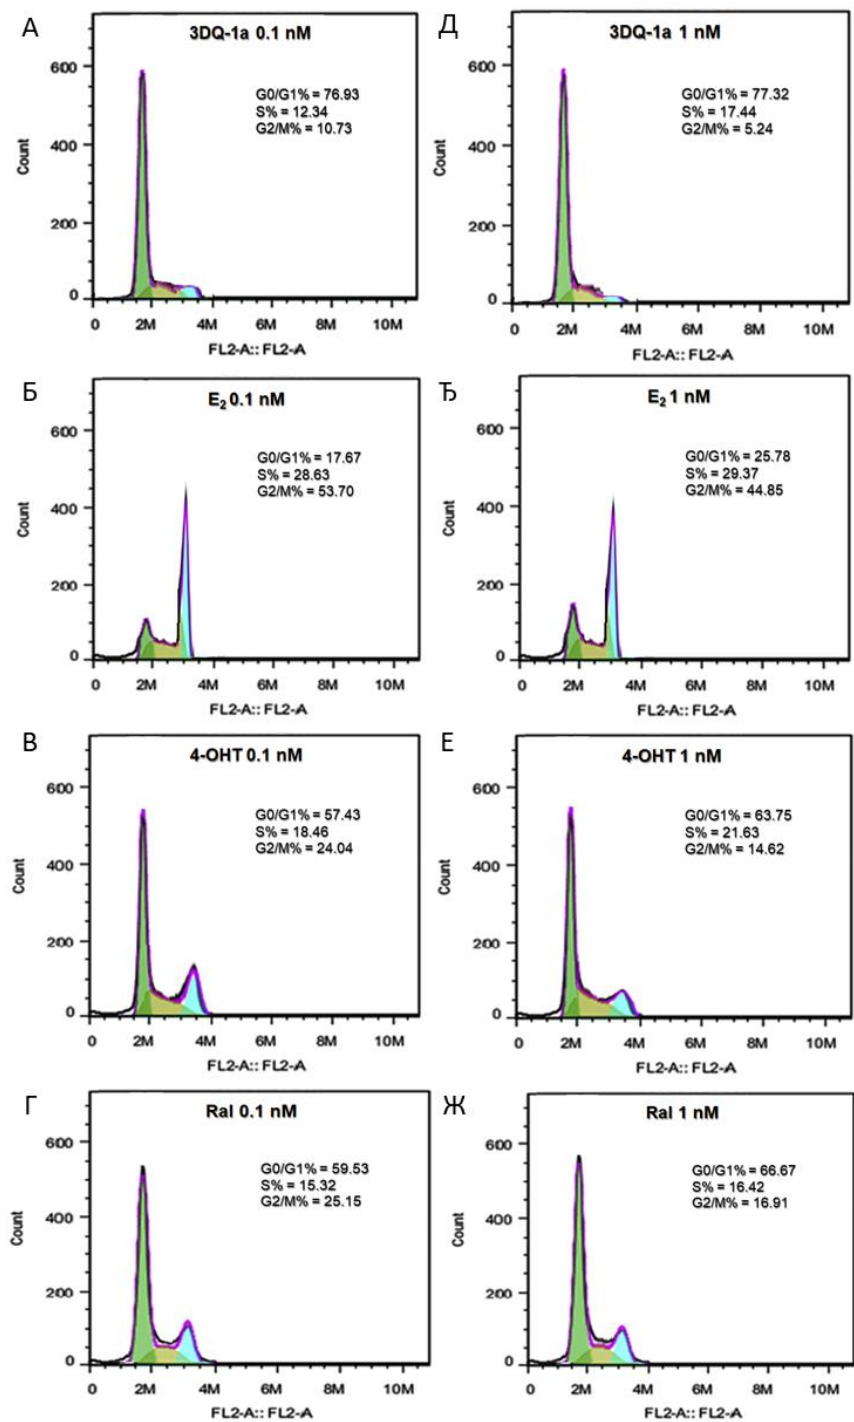 А
3DQ-1a 0.1 nM
G0/G1% = 76.93
S% = 12.34
G2/M% = 10.73
Count
600
400
200
0
0 2M 4M 6M 8M 10M
FL2-A:: FL2-A
Д
3DQ-1a 1 nM
G0/G1% = 77.32
S% = 17.44
G2/M% = 5.24
Count
600
400
200
0
0 2M 4M 6M 8M 10M
FL2-A:: FL2-A
Б
E₂ 0.1 nM
G0/G1% = 17.67
S% = 28.63
G2/M% = 53.70
Count
600
400
200
0
0 2M 4M 6M 8M 10M
FL2-A:: FL2-A
Ђ
E₂ 1 nM
G0/G1% = 25.78
S% = 29.37
G2/M% = 44.85
Count
600
400
200
0
0 2M 4M 6M 8M 10M
FL2-A:: FL2-A
В
4-OHT 0.1 nM
G0/G1% = 57.43
S% = 18.46
G2/M% = 24.04
Count
600
400
200
0
0 2M 4M 6M 8M 10M
FL2-A:: FL2-A
Е
4-OHT 1 nM
G0/G1% = 63.75
S% = 21.63
G2/M% = 14.62
Count
600
400
200
0
0 2M 4M 6M 8M 10M
FL2-A:: FL2-A
Г
Ral 0.1 nM
G0/G1% = 59.53
S% = 15.32
G2/M% = 25.15
Count
600
400
200
0
0 2M 4M 6M 8M 10M
FL2-A:: FL2-A
Ж
Ral 1 nM
G0/G1% = 66.67
S% = 16.42
G2/M% = 16.91
Count
600
400
200
0
0 2M 4M 6M 8M 10M
FL2-A:: FL2-A